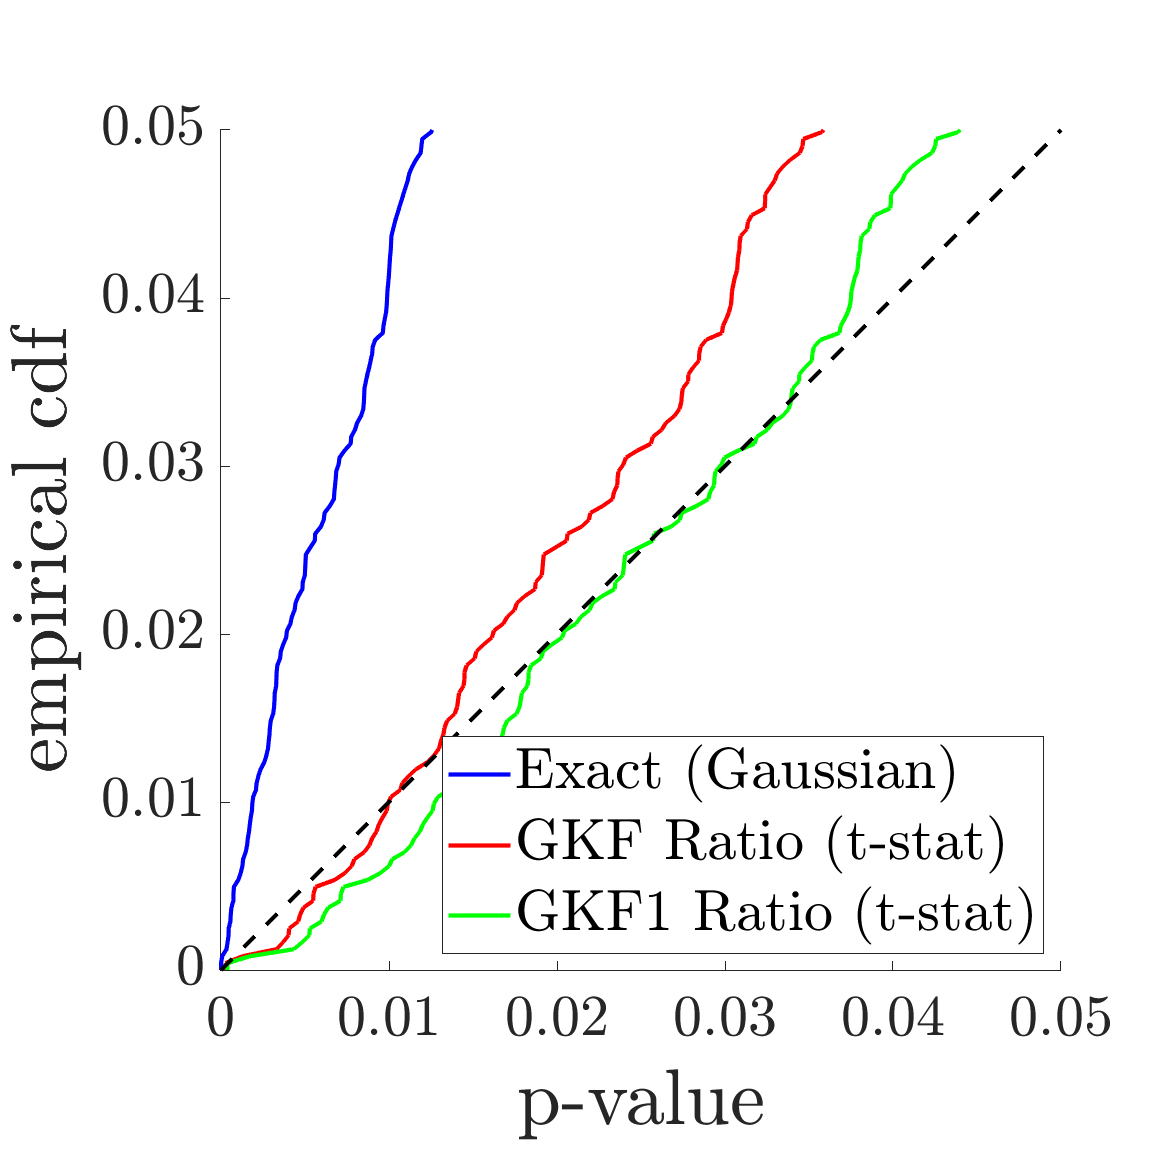 empirical cdf
0.05
0.04
0.03
0.02
0.01
0
Exact (Gaussian)
GKF Ratio (t-stat)
GKF1 Ratio (t-stat)
0 0.01 0.02 0.03 0.04 0.05
p-value